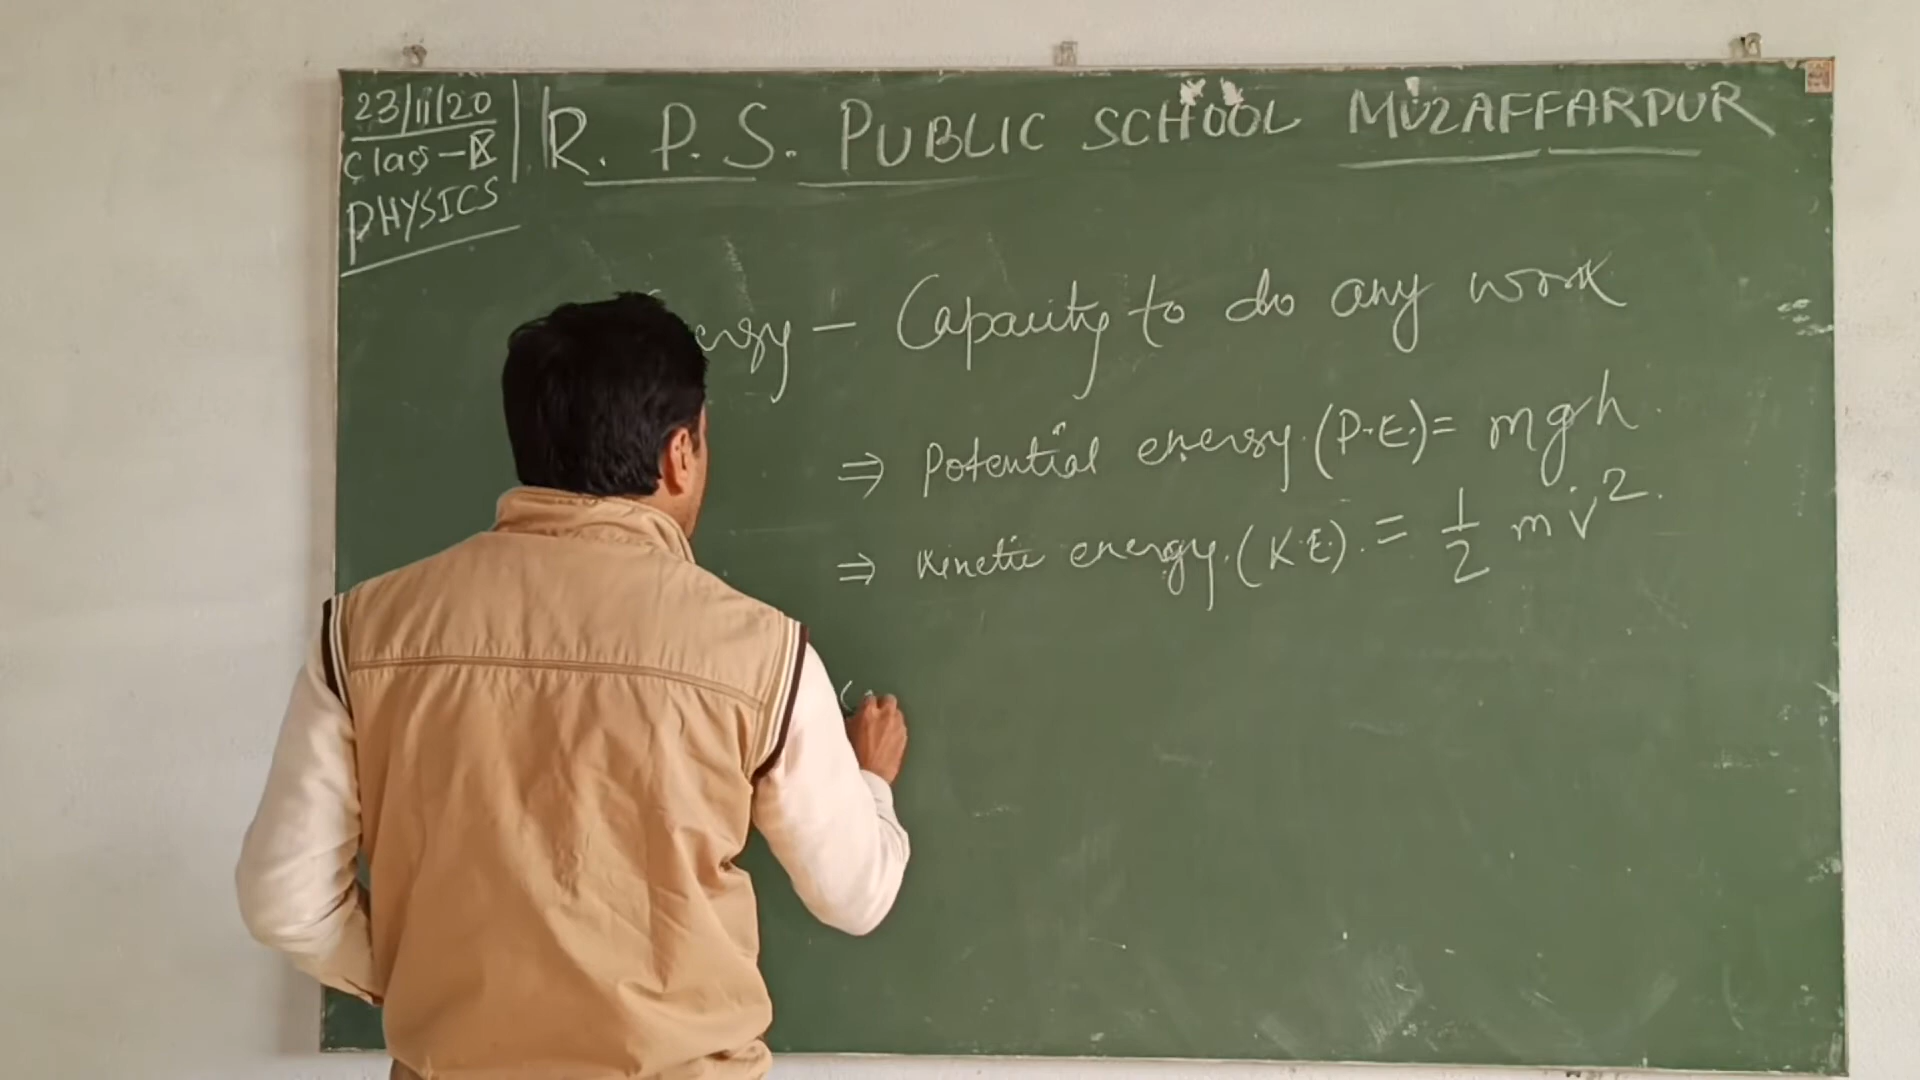 23/11/20
Class - IX
PHYSICS
R. P. S. PUBLIC SCHOOL MUZAFFARPUR
ergy - Capacity to do any work
⇒ Potential energy. (P.E.) = mgh.
⇒ Kinetic energy. (K.E.). = 1/2 mv².